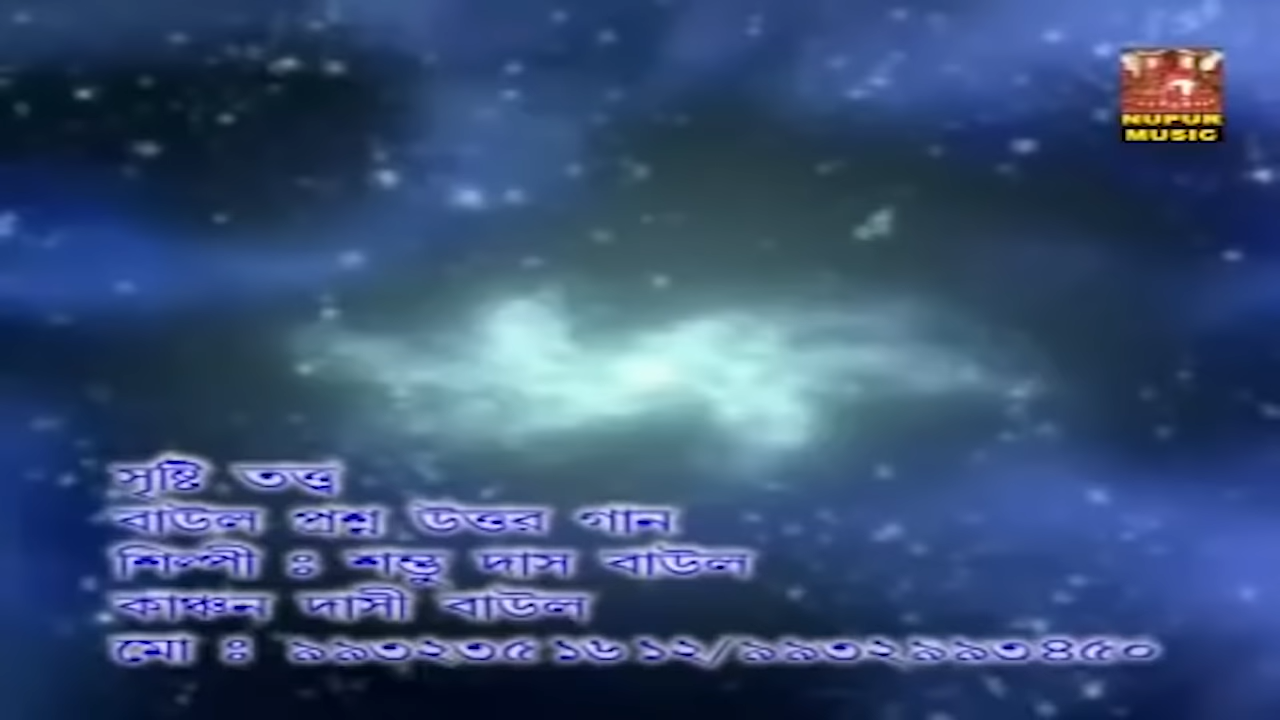 NUPUR
MUSIC
সৃষ্টি তত্ত্ব
বাউল প্রশ্ন উত্তর গান
শিল্পী ঃ শম্ভু দাস বাউল
কাঞ্চন দাসী বাউল
মো ঃ ৯৯৩২৩৫১৬১২/৯৯৩২৯৯৩৪৫০